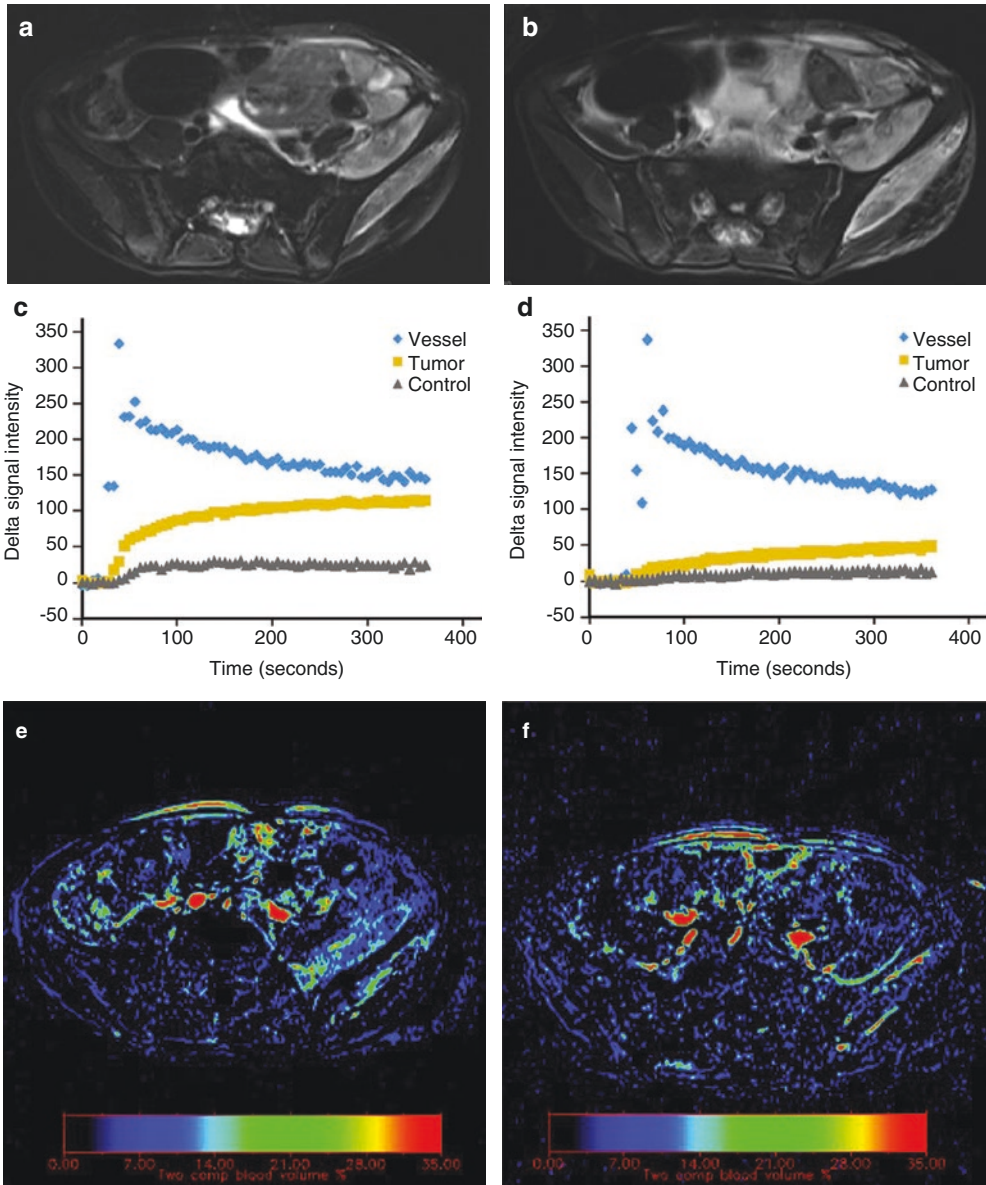 a
b
c
350
300
250
200
150
100
50
0
-50
Delta signal intensity
Vessel
Tumor
Control
0
100
200
300
400
Time (seconds)
d
350
300
250
200
150
100
50
0
-50
Delta signal intensity
Vessel
Tumor
Control
0
100
200
300
400
Time (seconds)
e
0.00 7.00 14.00 21.00 28.00 35.00
Two comp blood volume %
f
0.00 7.00 14.00 21.00 28.00 35.00
Two comp blood volume %